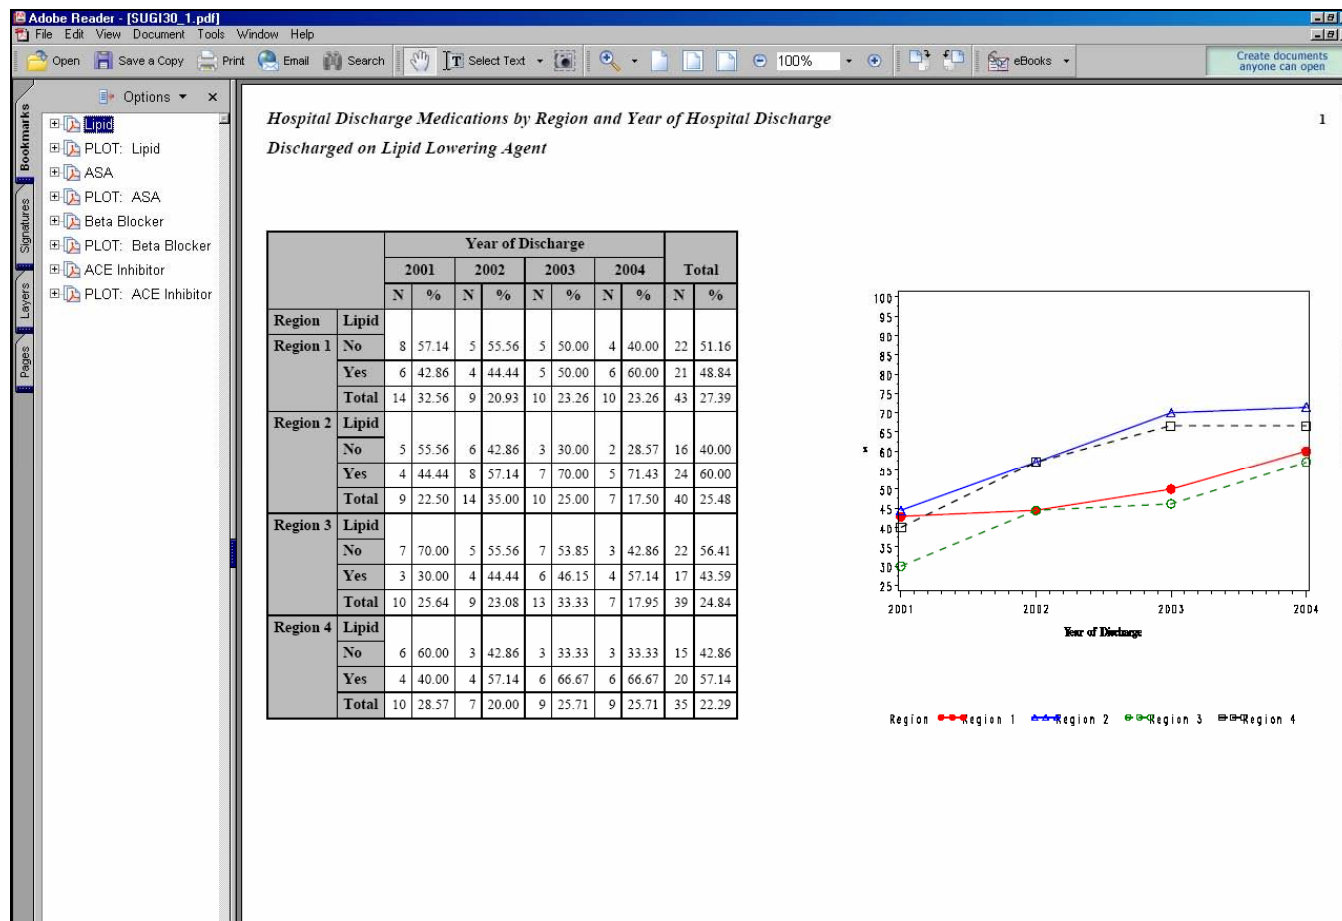 Adobe Reader - [SUGI30_1.pdf]
File Edit View Document Tools Window Help
Open Save a Copy Print Email Search Select Text 100% eBooks Create documents anyone can open
Options
Bookmarks
Signatures
Layers
Pages
Lipid
PLOT: Lipid
ASA
PLOT: ASA
Beta Blocker
PLOT: Beta Blocker
ACE Inhibitor
PLOT: ACE Inhibitor
Hospital Discharge Medications by Region and Year of Hospital Discharge 1
Discharged on Lipid Lowering Agent
Year of Discharge
2001 2002 2003 2004 Total
N % N % N % N % N %
Region Lipid
Region 1 No 8 57.14 5 55.56 5 50.00 4 40.00 22 51.16
Yes 6 42.86 4 44.44 5 50.00 6 60.00 21 48.84
Total 14 32.56 9 20.93 10 23.26 10 23.26 43 27.39
Region 2 Lipid
No 5 55.56 6 42.86 3 30.00 2 28.57 16 40.00
Yes 4 44.44 8 57.14 7 70.00 5 71.43 24 60.00
Total 9 22.50 14 35.00 10 25.00 7 17.50 40 25.48
Region 3 Lipid
No 7 70.00 5 55.56 7 53.85 3 42.86 22 56.41
Yes 3 30.00 4 44.44 6 46.15 4 57.14 17 43.59
Total 10 25.64 9 23.08 13 33.33 7 17.95 39 24.84
Region 4 Lipid
No 6 60.00 3 42.86 3 33.33 3 33.33 15 42.86
Yes 4 40.00 4 57.14 6 66.67 6 66.67 20 57.14
Total 10 28.57 7 20.00 9 25.71 9 25.71 35 22.29
100
95
90
85
80
75
70
65
60
55
50
45
40
35
30
25
2001 2002 2003 2004
Year of Discharge
Region Region 1 Region 2 Region 3 Region 4